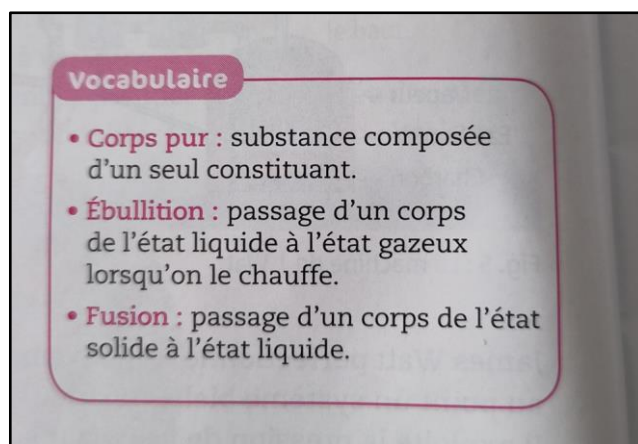 Vocabulaire
• Corps pur : substance composée
d'un seul constituant.
• Ébullition : passage d'un corps
de l'état liquide à l'état gazeux
lorsqu'on le chauffe.
• Fusion : passage d'un corps de l'état
solide à l'état liquide.